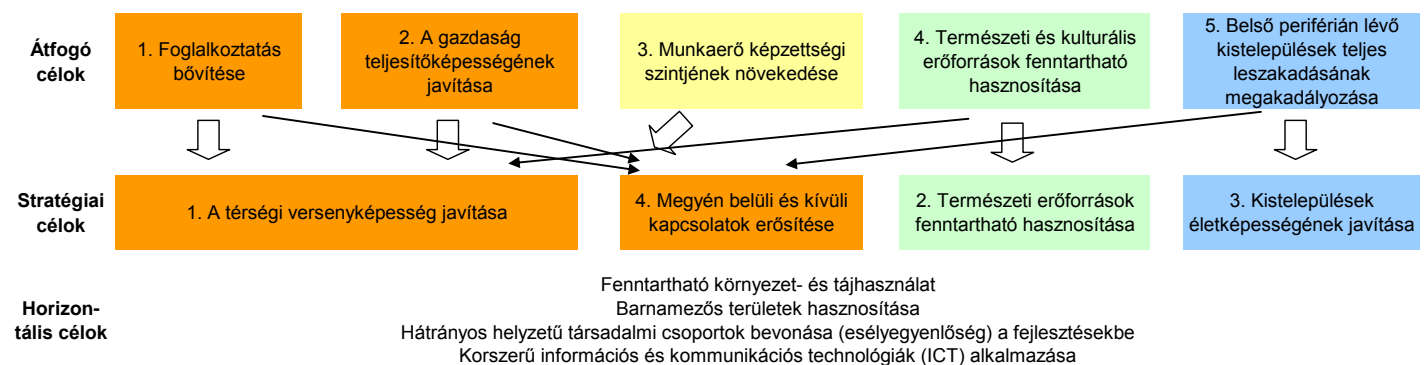 Átfogó
célok
1. Foglalkoztatás
bővítése
2. A gazdaság
teljesítőképességének
javítása
3. Munkaerő képzettségi
szintjének növekedése
4. Természeti és kulturális
erőforrások fenntartható
hasznosítása
5. Belső periférián lévő
kistelepülések teljes
leszakadásának
megakadályozása
Stratégiai
célok
1. A térségi versenyképesség javítása
4. Megyén belüli és kívüli
kapcsolatok erősítése
2. Természeti erőforrások
fenntartható hasznosítása
3. Kistelepülések
életképességének javítása
Horizon-
tális célok
Fenntartható környezet- és tájhasználat
Barnamezős területek hasznosítása
Hátrányos helyzetű társadalmi csoportok bevonása (esélyegyenlőség) a fejlesztésekbe
Korszerű információs és kommunikációs technológiák (ICT) alkalmazása